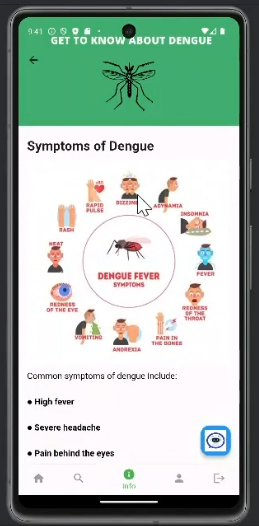 9:41
GET TO KNOW ABOUT DENGUE
Symptoms of Dengue
RAPID
PULSE
DIZZINESS
ADYNAMIA
INSOMNIA
RASH
HEAT
FEVER
DENGUE FEVER
SYMPTOMS
REDNESS
OF THE EYE
REDNESS
OF THE
THROAT
VOMITING
PAIN IN
THE BONES
ANOREXIA
Common symptoms of dengue Include:
● High fever
● Severe headache
● Pain behind the eyes
Info